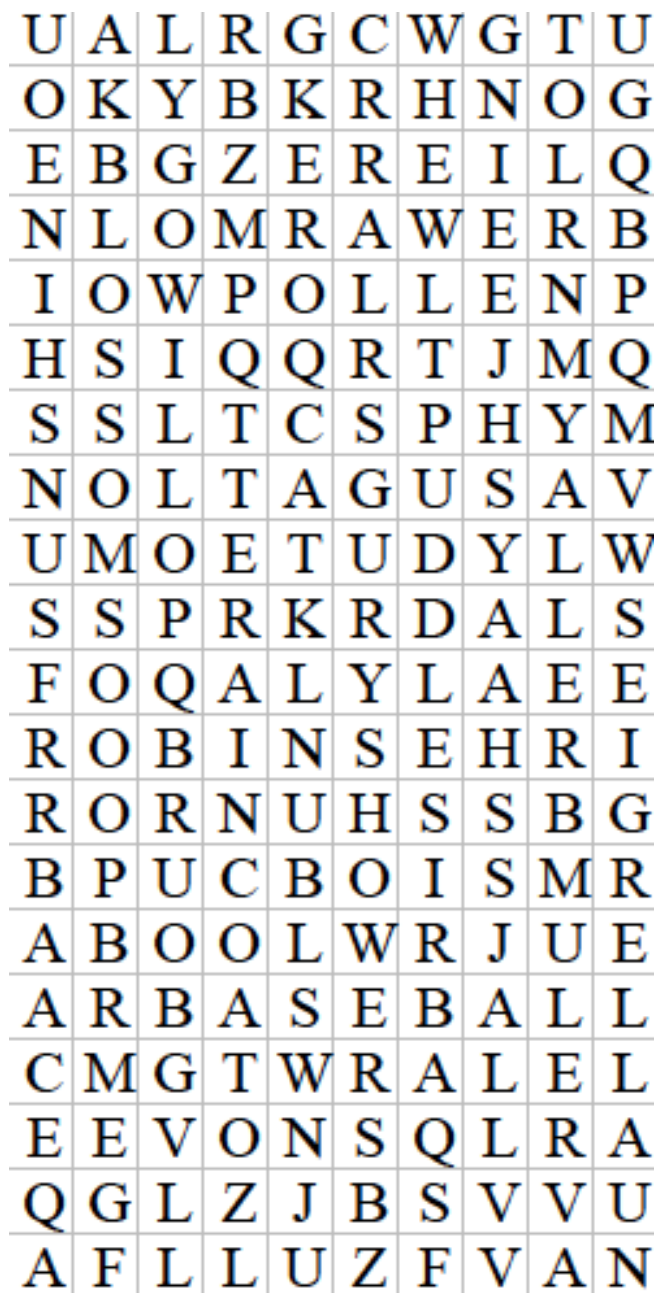 U A L R G C W G T U
O K Y B K R H N O G
E B G Z E R E I L Q
N L O M R A W E R B
I O W P O L L E N P
H S I Q Q R T J M Q
S S L T C S P H Y M
N O L T A G U S A V
U M O E T U D Y L W
S S P R K R D A L S
F O Q A L Y L A E E
R O B I N S E H R I
R O R N U H S S B G
B P U C B O I S M R
A B O O L W R J U E
A R B A S E B A L L
C M G T W R A L E L
E E V O N S Q L R A
Q G L Z J B S V V U
A F L L U Z F V A N